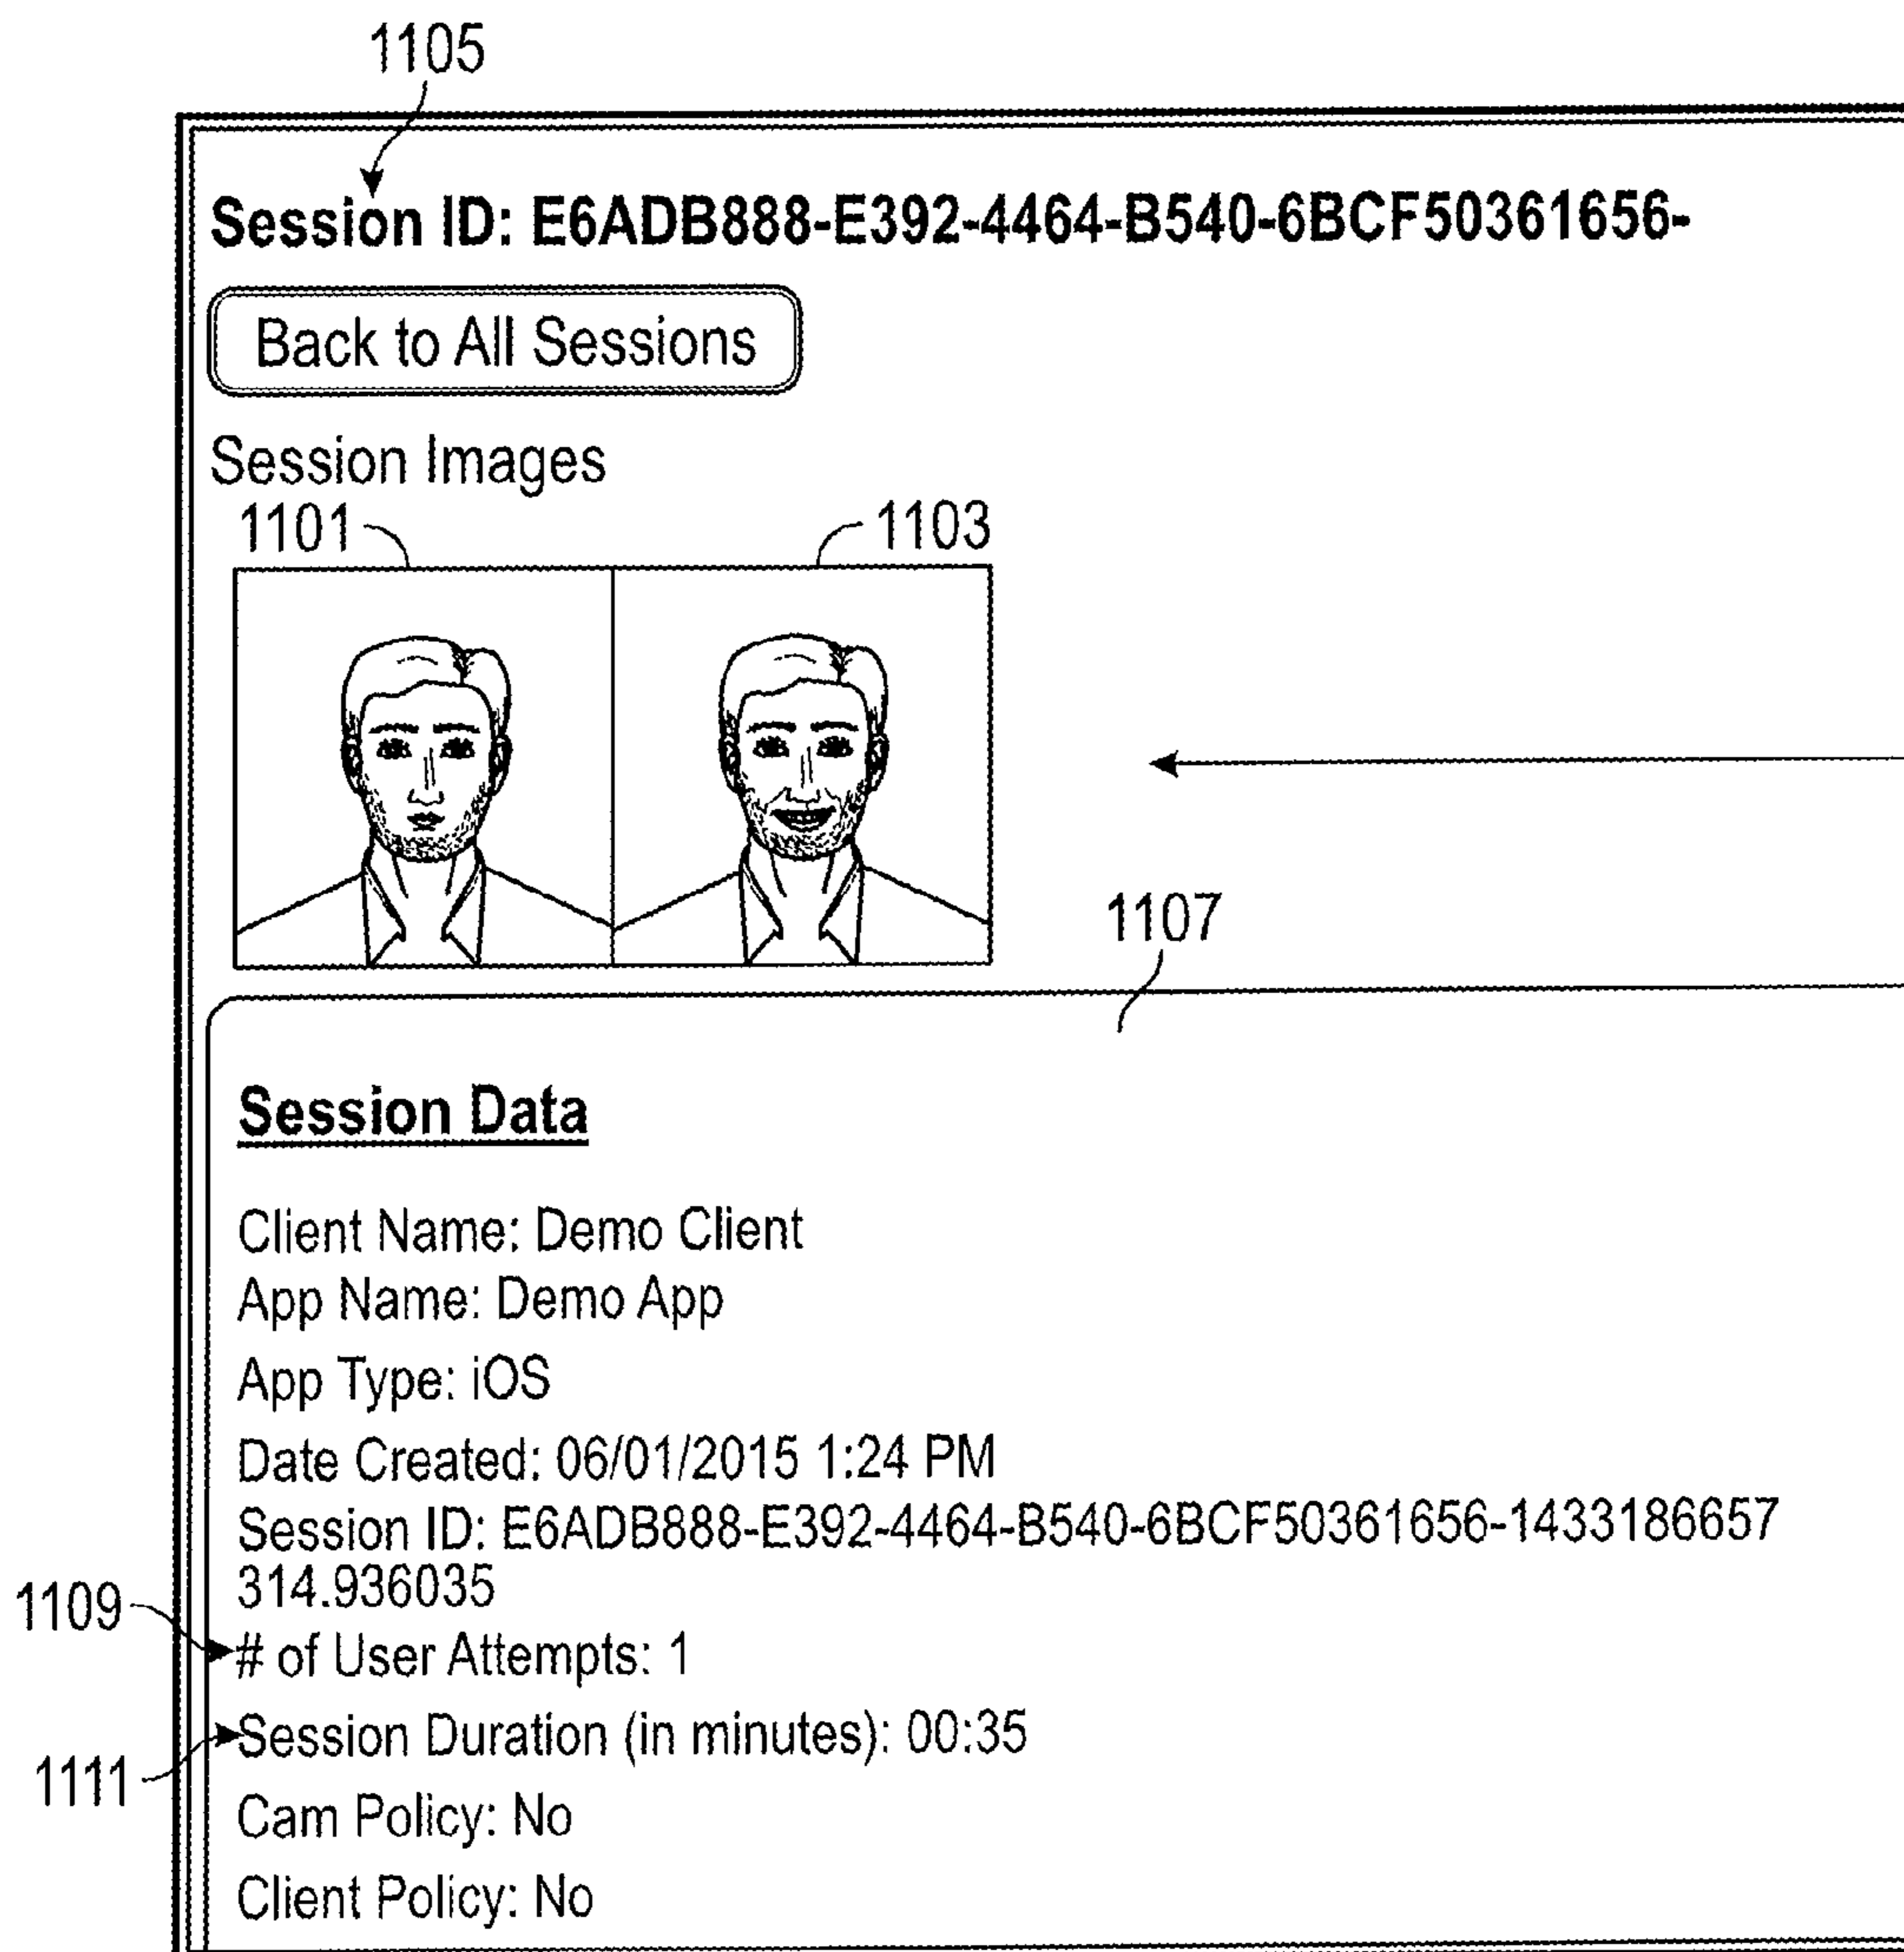 1105
Session ID: E6ADB888-E392-4464-B540-6BCF50361656-
Back to All Sessions
Session Images
1101 1103
1107
Session Data
Client Name: Demo Client
App Name: Demo App
App Type: iOS
Date Created: 06/01/2015 1:24 PM
Session ID: E6ADB888-E392-4464-B540-6BCF50361656-1433186657
314.936035
1109
# of User Attempts: 1
Session Duration (in minutes): 00:35
1111
Cam Policy: No
Client Policy: No